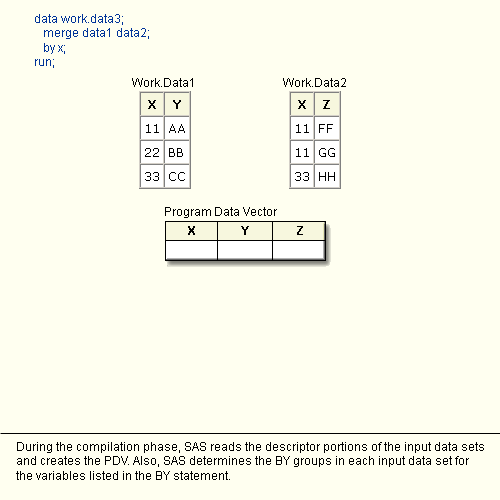 data work.data3;
merge data1 data2;
by x;
run;
Work.Data1 Work.Data2
X Y X Z
11 AA 11 FF
22 BB 11 GG
33 CC 33 HH
Program Data Vector
X Y Z
During the compilation phase, SAS reads the descriptor portions of the input data sets
and creates the PDV. Also, SAS determines the BY groups in each input data set for
the variables listed in the BY statement.